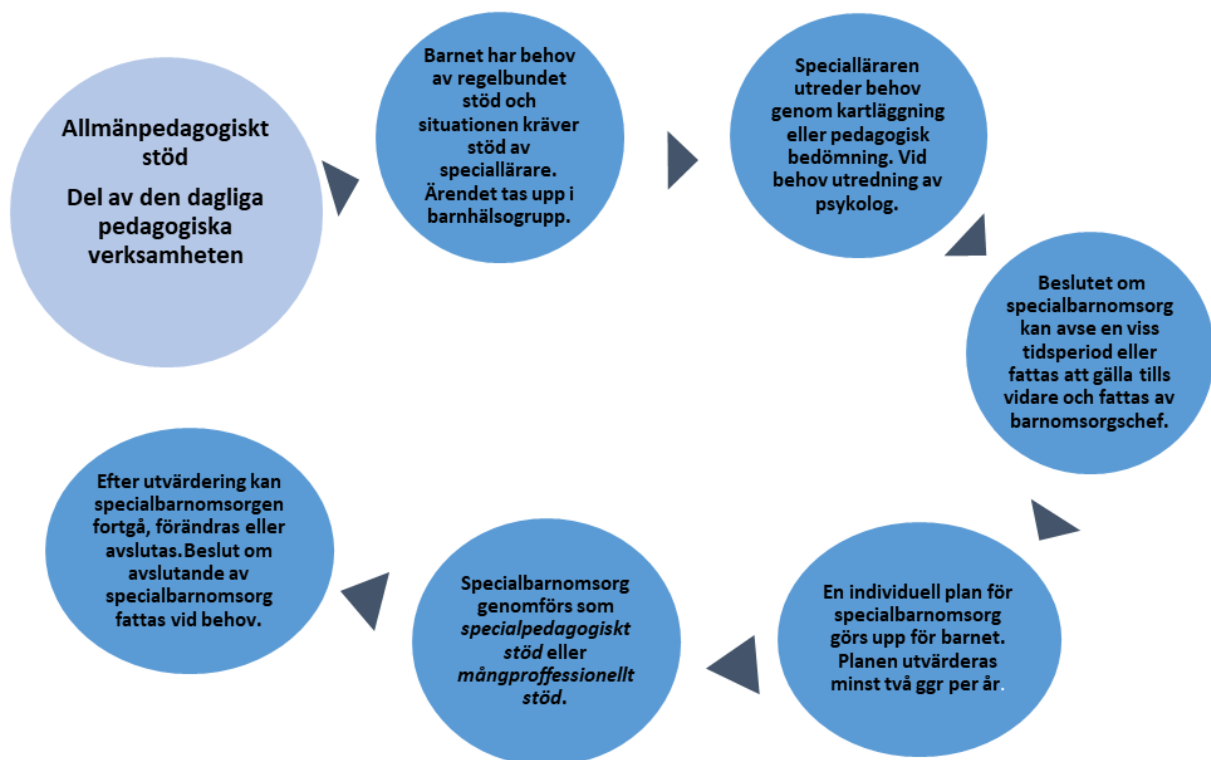 Allmänpedagogiskt
stöd
Del av den dagliga
pedagogiska
verksamheten
Barnet har behov
av regelbundet
stöd och
situationen kräver
stöd av
speciallärare.
Ärendet tas upp i
barnhälsogrupp.
Specialläraren
utreder behov
genom kartläggning
eller pedagogisk
bedömning. Vid
behov utredning av
psykolog.
Beslutet om
specialbarnomsorg
kan avse en viss
tidsperiod eller
fattas att gälla tills
vidare och fattas av
barnomsorgschef.
En individuell plan för
specialbarnomsorg
görs upp för barnet.
Planen utvärderas
minst två ggr per år.
Specialbarnomsorg
genomförs som
specialpedagogiskt
stöd eller
mångproffessionellt
stöd.
Efter utvärdering kan
specialbarnomsorgen
fortgå, förändras eller
avslutas.Beslut om
avslutande av
specialbarnomsorg
fattas vid behov.